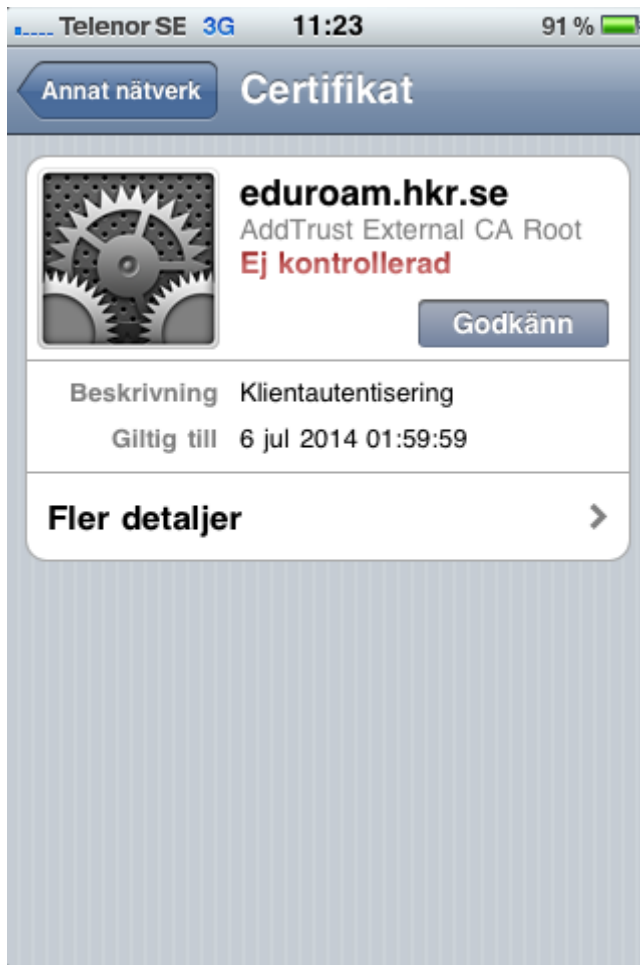 Telenor SE 3G 11:23 91 %
Annat nätverk Certifikat
eduroam.hkr.se
AddTrust External CA Root
Ej kontrollerad
Godkänn
Beskrivning Klientautentisering
Giltig till 6 jul 2014 01:59:59
Fler detaljer